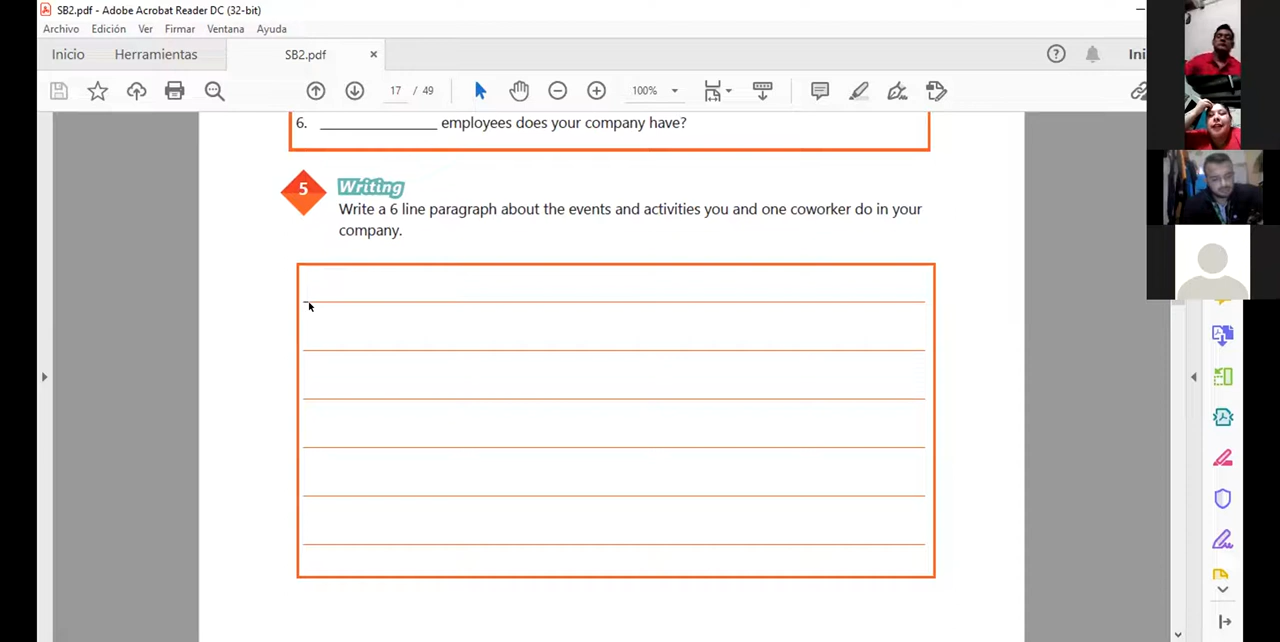 SB2.pdf - Adobe Acrobat Reader DC (32-bit)
Archivo Edición Ver Firmar Ventana Ayuda
Inicio Herramientas SB2.pdf × Ini
17 / 49 100%
6. ________________ employees does your company have?
5 Writing
Write a 6 line paragraph about the events and activities you and one coworker do in your
company.